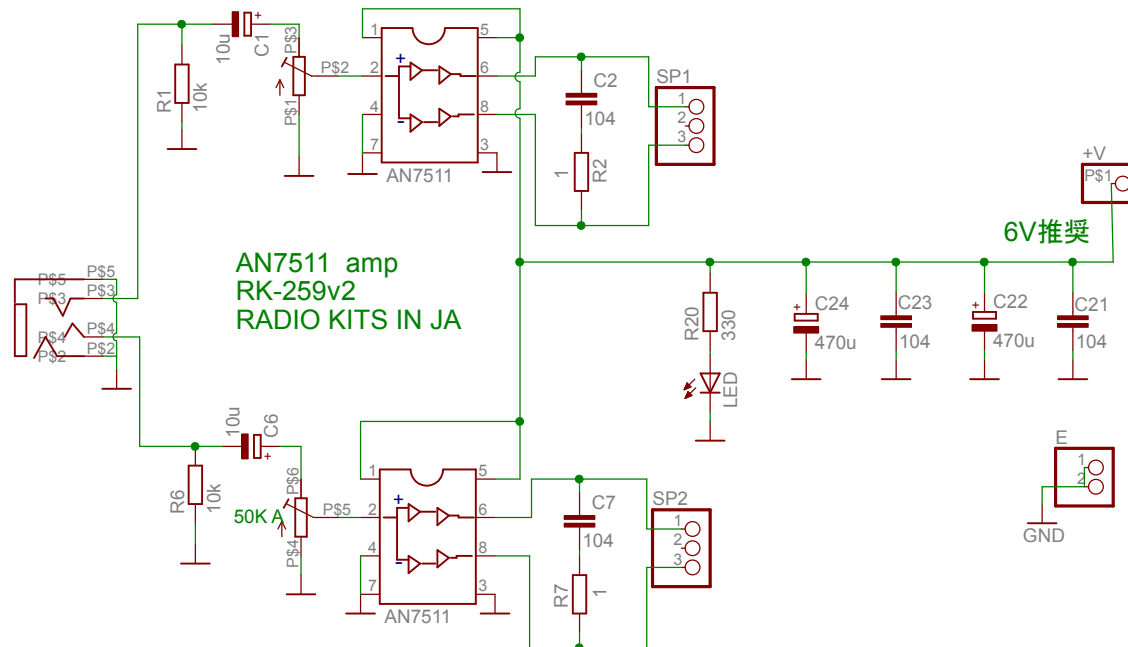 10u
C1
+
P$3
P$2
P$1
R1
10k
1
2
4
7
5
6
8
3
+
-
AN7511
C2
104
1
R2
SP1
1
2
3
+V
P$1
6V推奨
AN7511 amp
RK-259v2
RADIO KITS IN JA
P$5
P$5
P$3
P$3
P$4
P$4
P$2
P$2
R20
330
LED
+
C24
470u
C23
104
+
C22
470u
C21
104
10u
C6
+
P$6
P$5
P$4
50K A
R6
10k
1
2
4
7
5
6
8
3
+
-
AN7511
C7
104
R7
1
SP2
1
2
3
E
1
2
GND